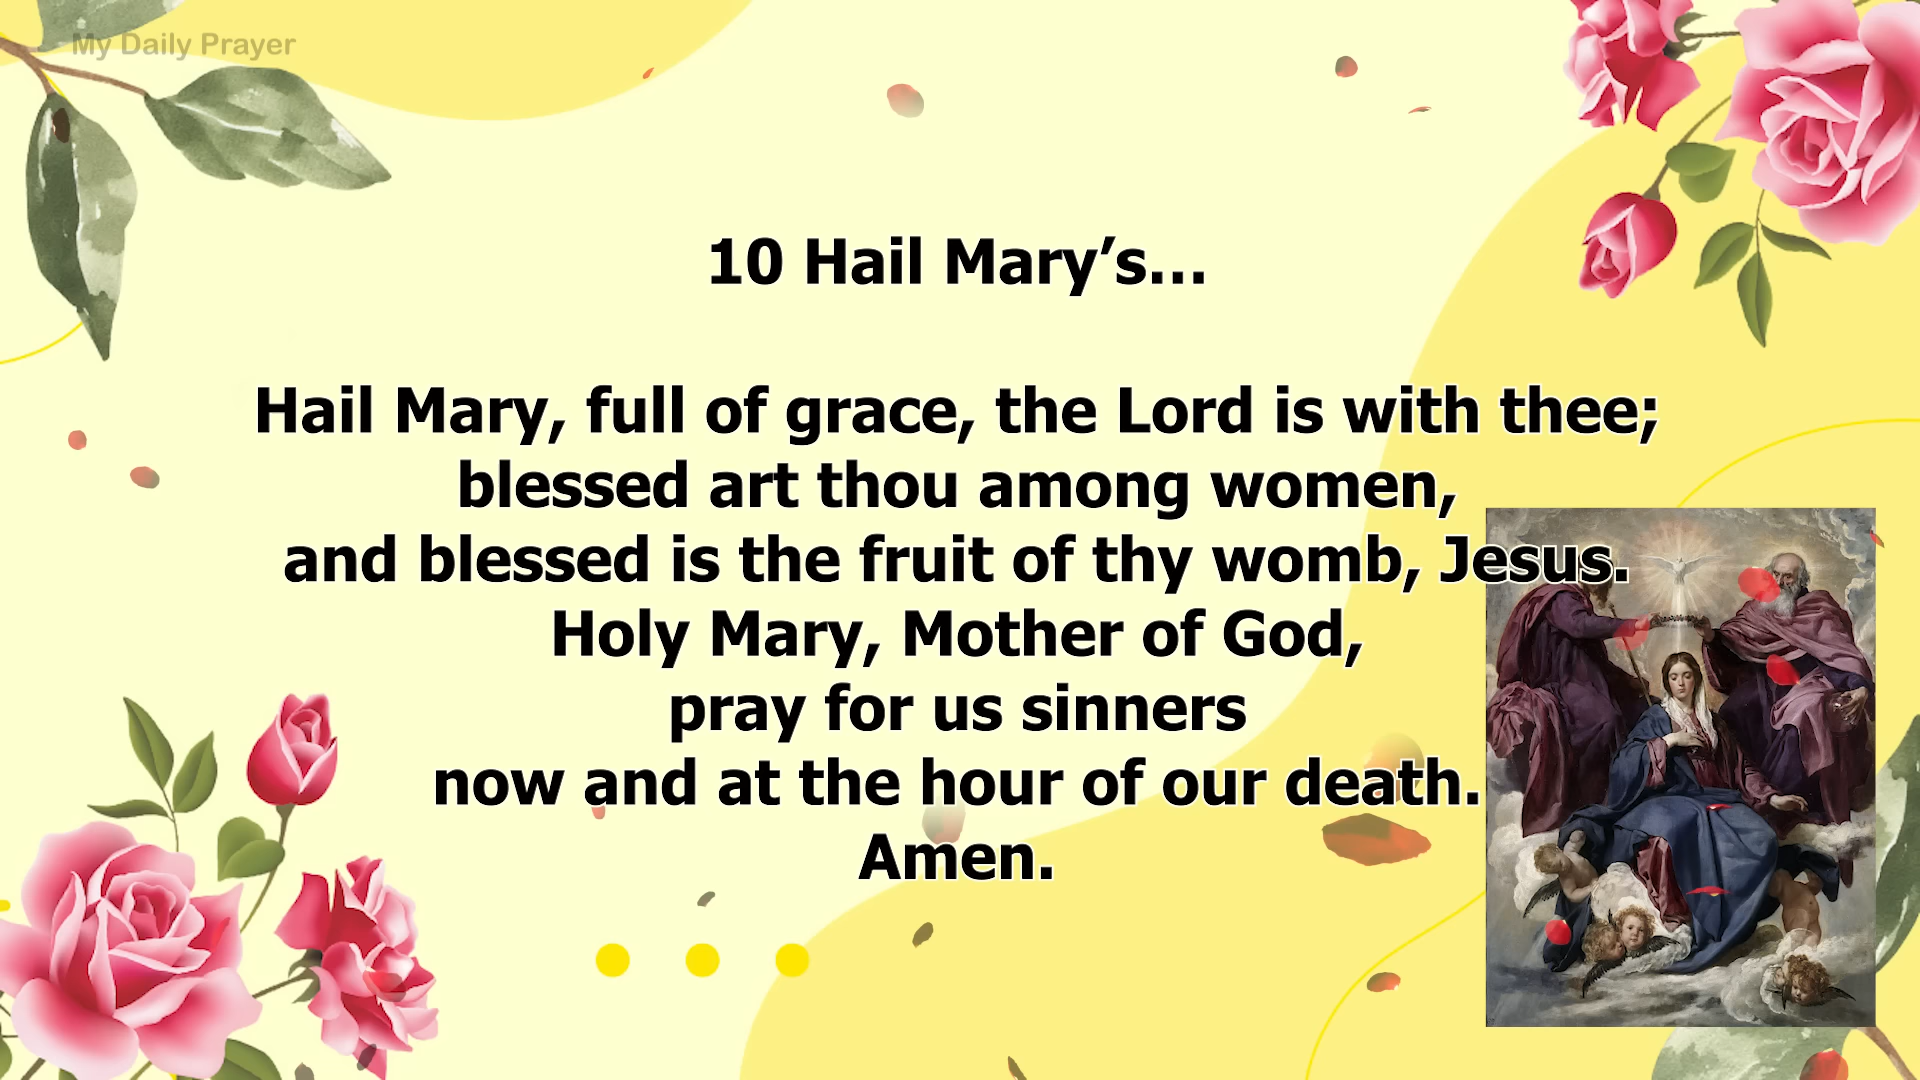 My Daily Prayer
10 Hail Mary’s...
Hail Mary, full of grace, the Lord is with thee;
blessed art thou among women,
and blessed is the fruit of thy womb, Jesus.
Holy Mary, Mother of God,
pray for us sinners
now and at the hour of our death.
Amen.